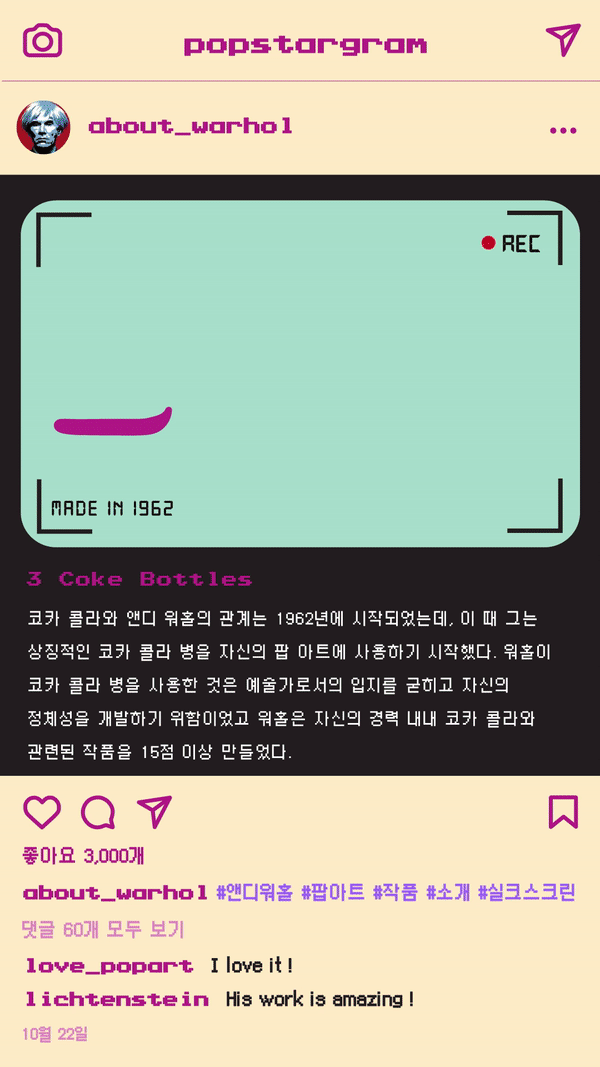 popstargram
about_warhol
REC
MADE IN 1962
3 Coke Bottles
코카 콜라와 앤디 워홀의 관계는 1962년에 시작되었는데, 이 때 그는
상징적인 코카 콜라 병을 자신의 팝 아트에 사용하기 시작했다. 워홀이
코카 콜라 병을 사용한 것은 예술가로서의 입지를 굳히고 자신의
정체성을 개발하기 위함이었고 워홀은 자신의 경력 내내 코카 콜라와
관련된 작품을 15점 이상 만들었다.
좋아요 3,000개
about_warhol #앤디워홀 #팝아트 #작품 #소개 #실크스크린
댓글 60개 모두 보기
love_popart I love it !
lichtenstein His work is amazing !
10월 22일